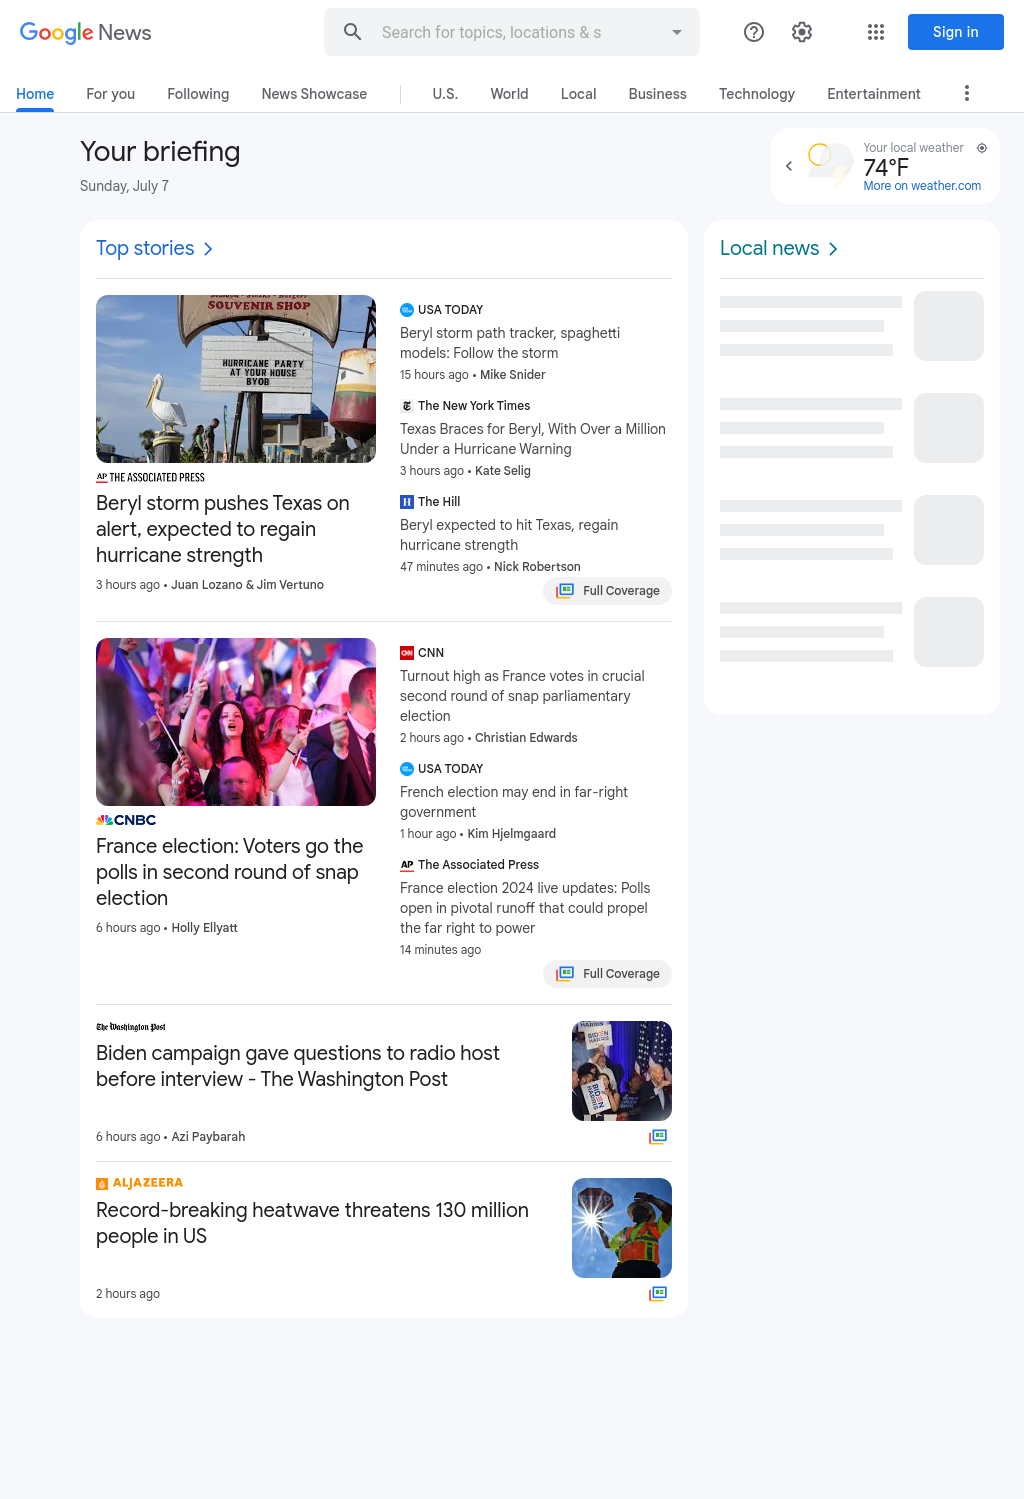 Google News
Search for topics, locations & s
Sign in
Home
For you
Following
News Showcase
U.S.
World
Local
Business
Technology
Entertainment
Your briefing
Sunday, July 7
Your local weather
74°F
More on weather.com
Top stories
SOUVENIR SHOP
HURRICANE PARTY
AT YOUR HOUSE
BYOB
AP THE ASSOCIATED PRESS
Beryl storm pushes Texas on
alert, expected to regain
hurricane strength
3 hours ago • Juan Lozano & Jim Vertuno
USA TODAY
Beryl storm path tracker, spaghetti
models: Follow the storm
15 hours ago • Mike Snider
The New York Times
Texas Braces for Beryl, With Over a Million
Under a Hurricane Warning
3 hours ago • Kate Selig
H The Hill
Beryl expected to hit Texas, regain
hurricane strength
47 minutes ago • Nick Robertson
Full Coverage
CNBC
France election: Voters go the
polls in second round of snap
election
6 hours ago • Holly Ellyatt
CNN CNN
Turnout high as France votes in crucial
second round of snap parliamentary
election
2 hours ago • Christian Edwards
USA TODAY
French election may end in far-right
government
1 hour ago • Kim Hjelmgaard
AP The Associated Press
France election 2024 live updates: Polls
open in pivotal runoff that could propel
the far right to power
14 minutes ago
Full Coverage
The Washington Post
Biden campaign gave questions to radio host
before interview - The Washington Post
6 hours ago • Azi Paybarah
HARRIS
BIDEN
HARRIS
BIDEN
HARRIS
ALJAZEERA
Record-breaking heatwave threatens 130 million
people in US
2 hours ago
STOP
Local news